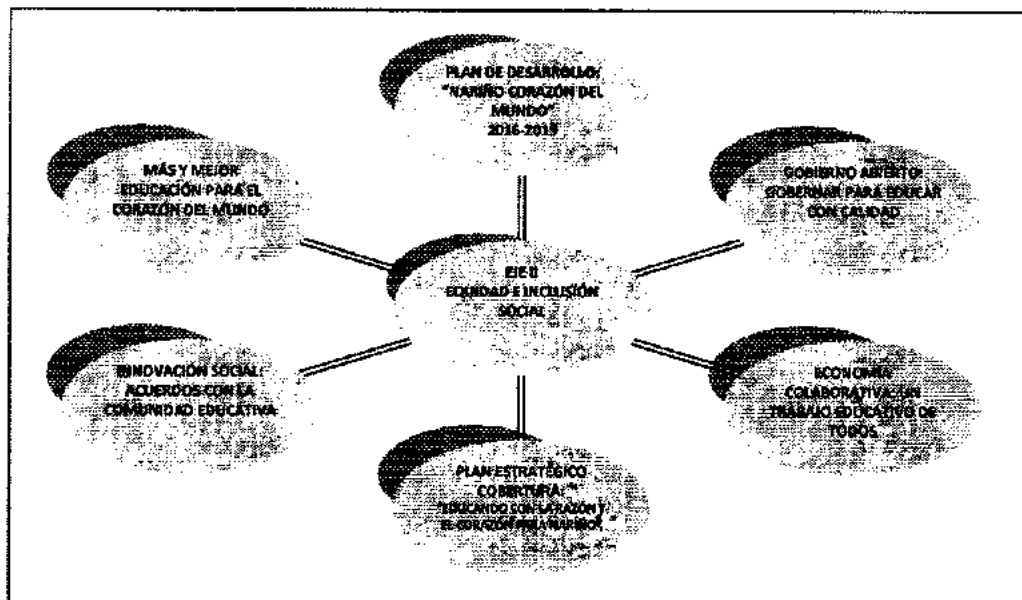 PLAN DE DESARROLLO:
"NARIÑO CORAZÓN DEL
MUNDO"
2016-2019
MÁS Y MEJOR
EDUCACIÓN PARA EL
CORAZÓN DEL MUNDO
GOBIERNO ABIERTO:
GOBERNAR PARA EDUCAR
CON CALIDAD
EJE II
EQUIDAD E INCLUSIÓN
SOCIAL
INNOVACIÓN SOCIAL:
ACUERDOS CON LA
COMUNIDAD EDUCATIVA
ECONOMÍA
COLABORATIVA: UN
TRABAJO EDUCATIVO DE
TODOS
PLAN ESTRATÉGICO
COBERTURA: "
"EDUCANDO CON LA RAZÓN Y
EL CORAZÓN PARA NARIÑO"